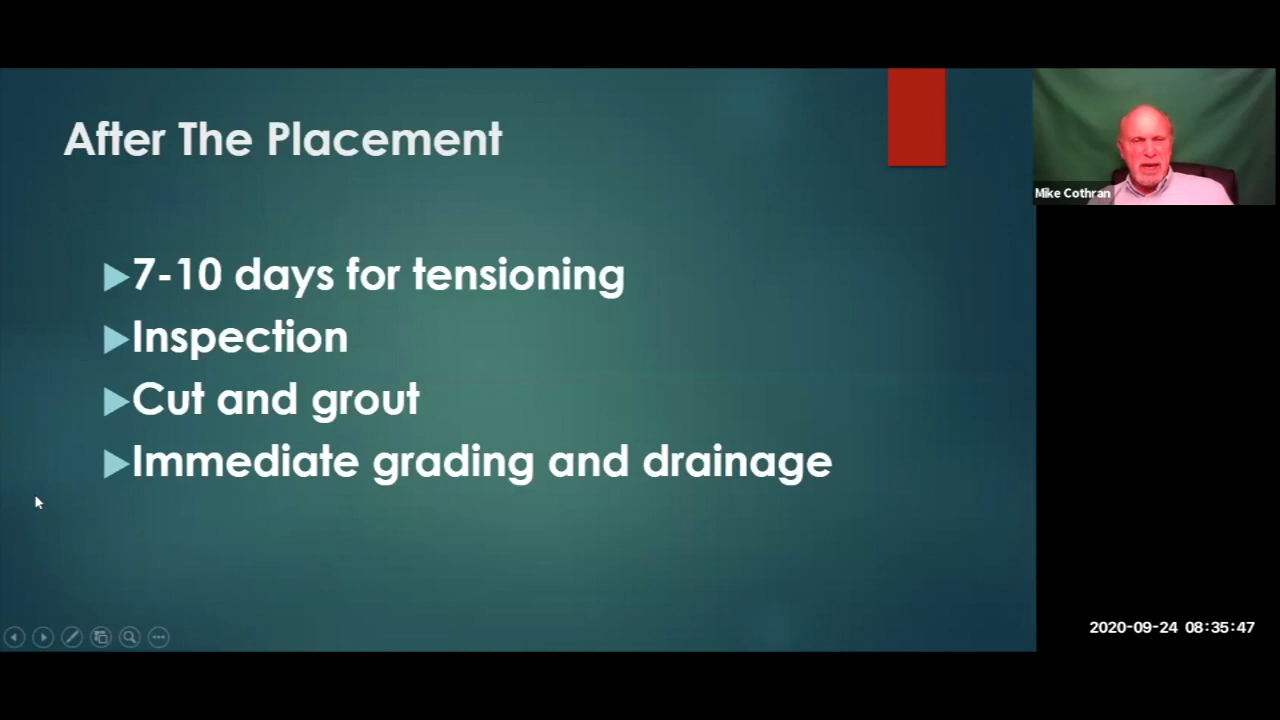 After The Placement
7-10 days for tensioning
Inspection
Cut and grout
Immediate grading and drainage
Mike Cothran
2020-09-24 08:35:47